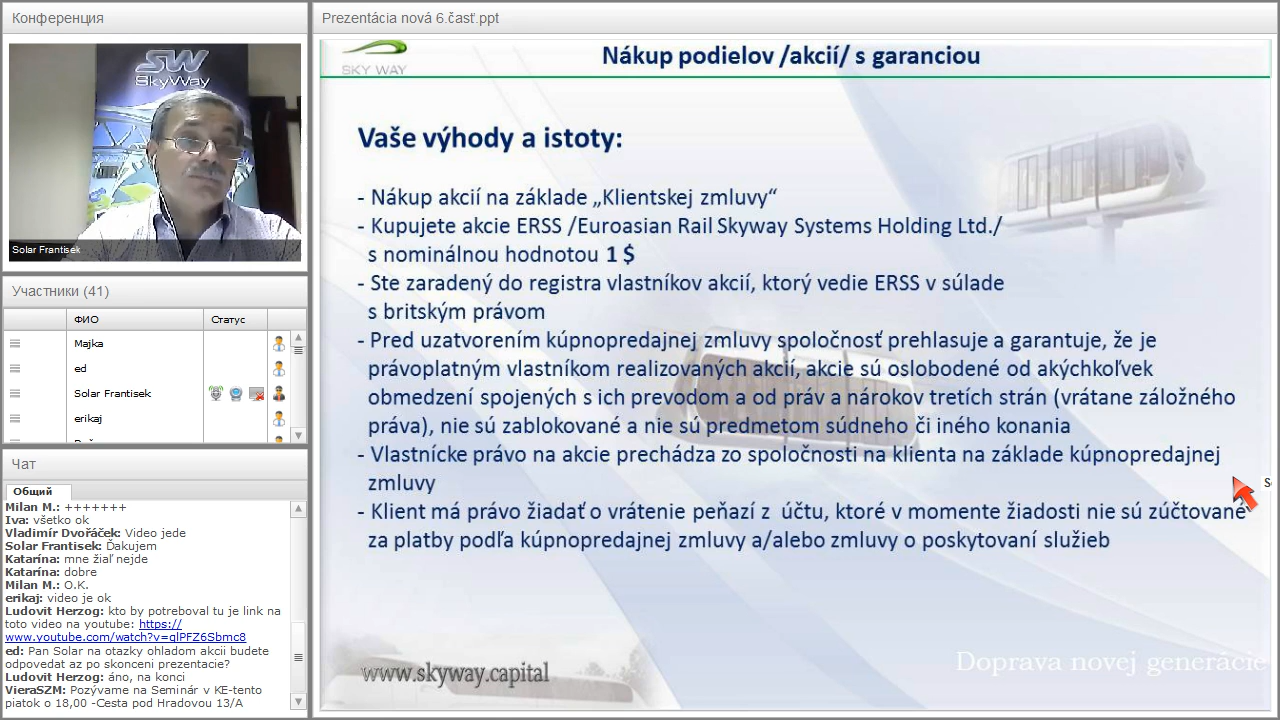 Конференция
SW
SkyWay
Solar Frantisek
Участники (41)
ФИО
Статус
Majka
ed
Solar Frantisek
erikaj
Чат
Общий
Milan M.: +++++++
Iva: všetko ok
Vladimír Dvořáček: Video jede
Solar Frantisek: Ďakujem
Katarína: mne žiaľ nejde
Katarína: dobre
Milan M.: O.K.
erikaj: video je ok
Ludovit Herzog: kto by potreboval tu je link na
toto video na youtube: https://
www.youtube.com/watch?v=qlPFZ6Sbmc8
ed: Pan Solar na otazky ohladom akcii budete
odpovedat az po skonceni prezentacie?
Ludovit Herzog: áno, na konci
VieraSZM: Pozývame na Seminár v KE-tento
piatok o 18,00 -Cesta pod Hradovou 13/A
Prezentácia nová 6.časť.ppt
SKY WAY
Nákup podielov /akcií/ s garanciou
Vaše výhody a istoty:
- Nákup akcií na základe „Klientskej zmluvy“
- Kupujete akcie ERSS /Euroasian Rail Skyway Systems Holding Ltd./
s nominálnou hodnotou 1 $
- Ste zaradený do registra vlastníkov akcií, ktorý vedie ERSS v súlade
s britským právom
- Pred uzatvorením kúpnopredajnej zmluvy spoločnosť prehlasuje a garantuje, že je
právoplatným vlastníkom realizovaných akcií, akcie sú oslobodené od akýchkoľvek
obmedzení spojených s ich prevodom a od práv a nárokov tretích strán (vrátane záložného
práva), nie sú zablokované a nie sú predmetom súdneho či iného konania
- Vlastnícke právo na akcie prechádza zo spoločnosti na klienta na základe kúpnopredajnej
zmluvy
- Klient má právo žiadať o vrátenie peňazí z účtu, ktoré v momente žiadosti nie sú zúčtované
za platby podľa kúpnopredajnej zmluvy a/alebo zmluvy o poskytovaní služieb
www.skyway.capital
Doprava novej generácie